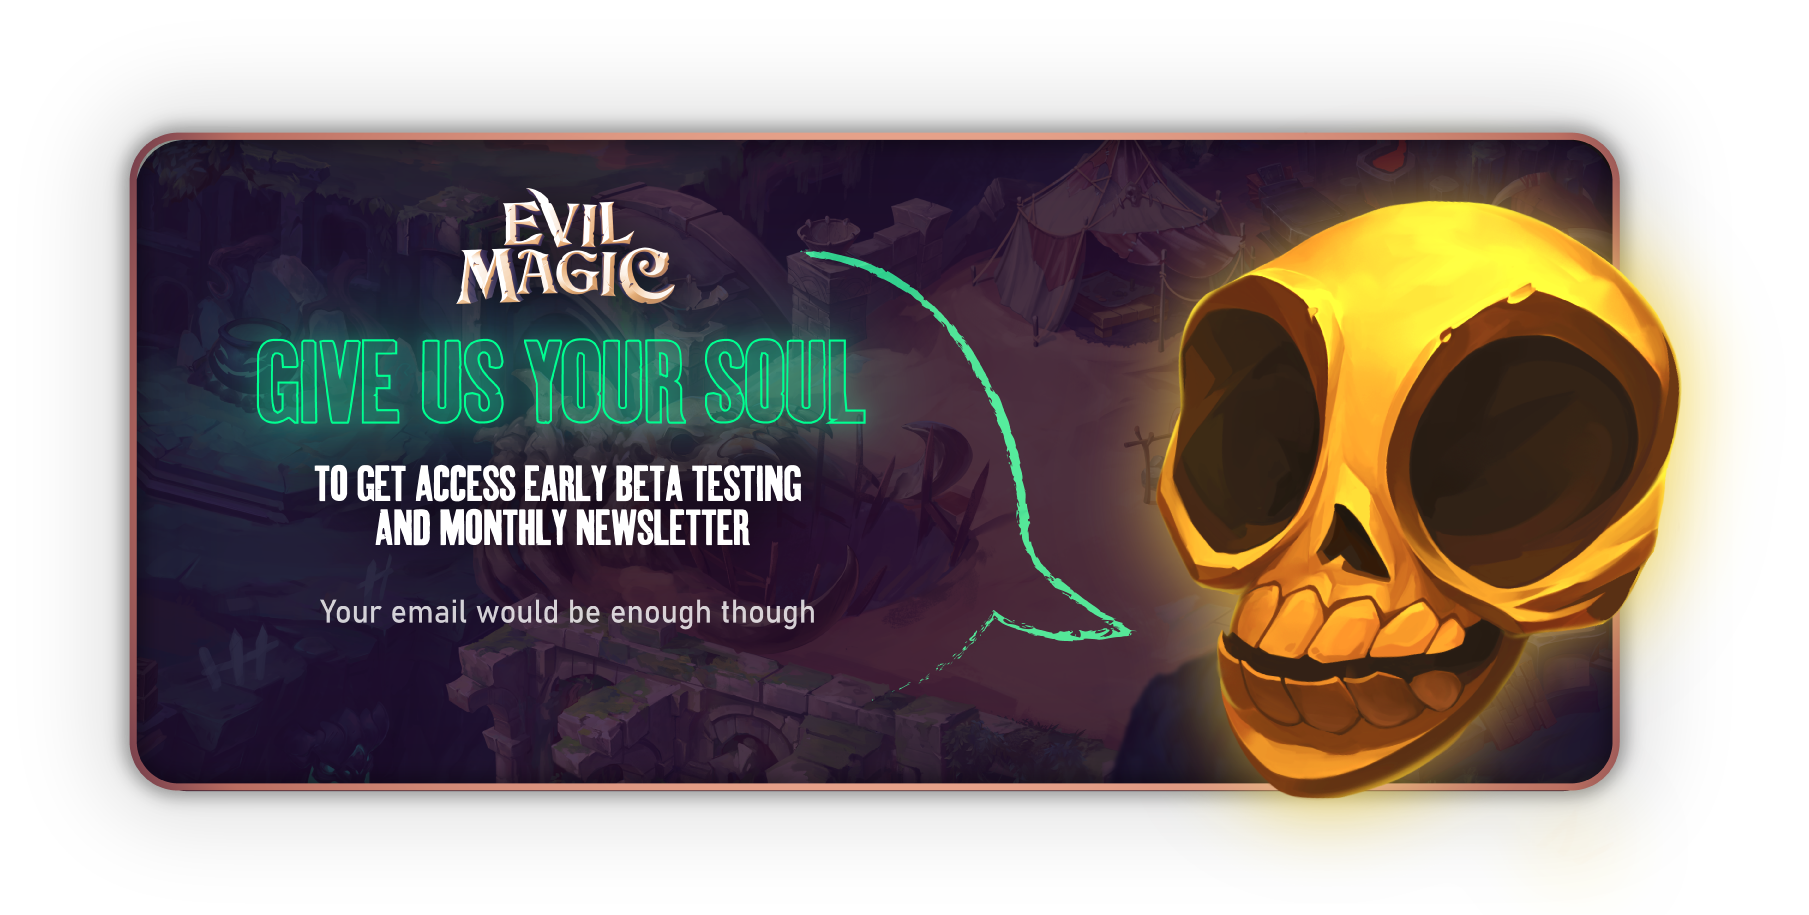 EVIL
MAGIC
GIVE US YOUR SOUL
TO GET ACCESS EARLY BETA TESTING
AND MONTHLY NEWSLETTER
Your email would be enough though